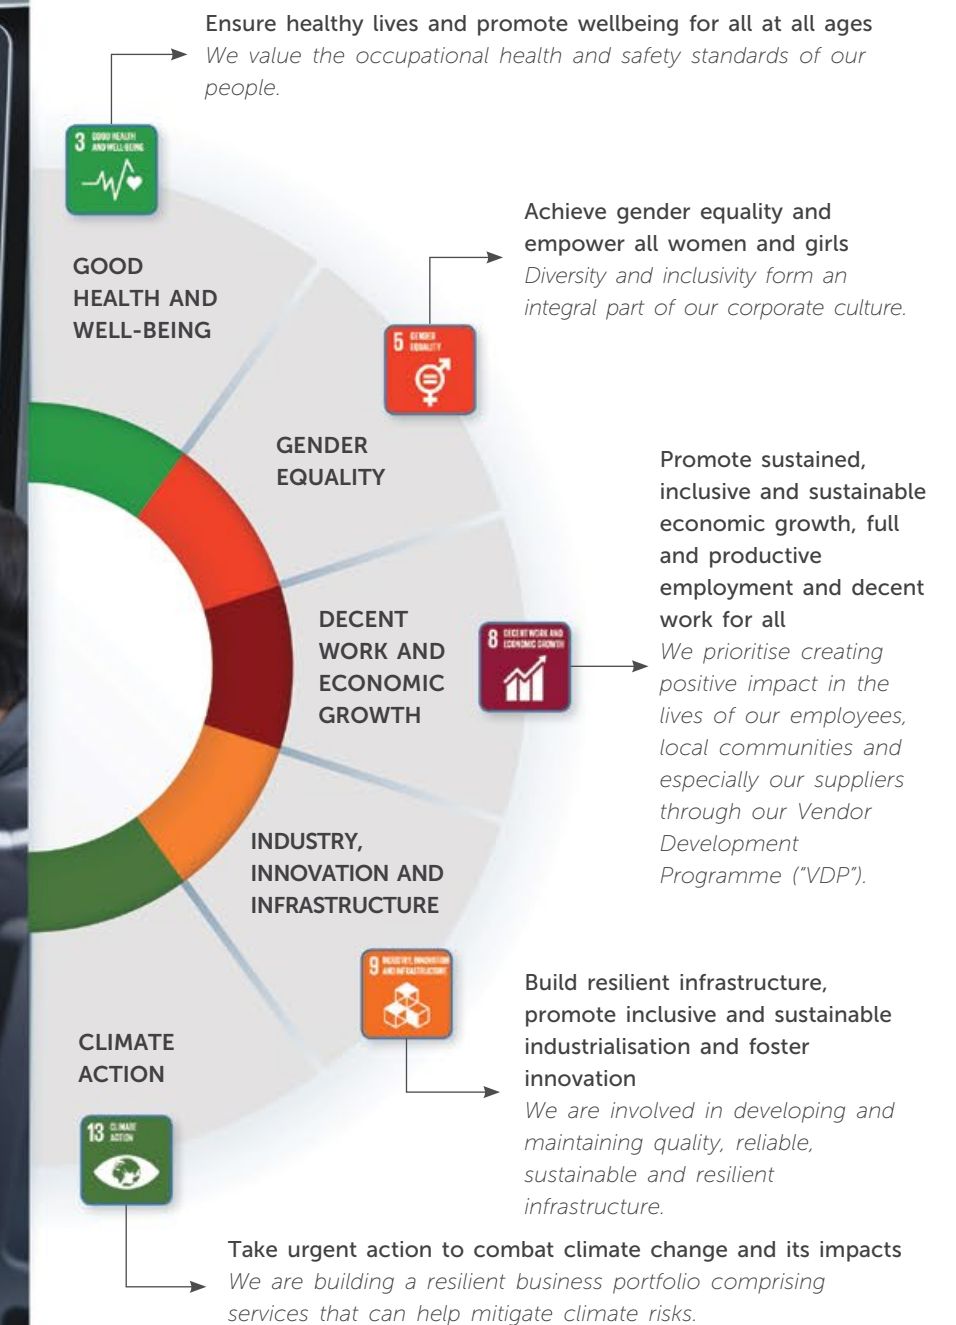 Ensure healthy lives and promote wellbeing for all at all ages
We value the occupational health and safety standards of our
people.
3 GOOD HEALTH
AND WELL-BEING
GOOD
HEALTH AND
WELL-BEING
Achieve gender equality and
empower all women and girls
Diversity and inclusivity form an
integral part of our corporate culture.
5 GENDER
EQUALITY
GENDER
EQUALITY
Promote sustained,
inclusive and sustainable
economic growth, full
and productive
employment and decent
work for all
We prioritise creating
positive impact in the
lives of our employees,
local communities and
especially our suppliers
through our Vendor
Development
Programme ("VDP").
DECENT
WORK AND
ECONOMIC
GROWTH
8 DECENT WORK AND
ECONOMIC GROWTH
INDUSTRY,
INNOVATION AND
INFRASTRUCTURE
9 INDUSTRY, INNOVATION
AND INFRASTRUCTURE
Build resilient infrastructure,
promote inclusive and sustainable
industrialisation and foster
innovation
We are involved in developing and
maintaining quality, reliable,
sustainable and resilient
infrastructure.
CLIMATE
ACTION
13 CLIMATE
ACTION
Take urgent action to combat climate change and its impacts
We are building a resilient business portfolio comprising
services that can help mitigate climate risks.